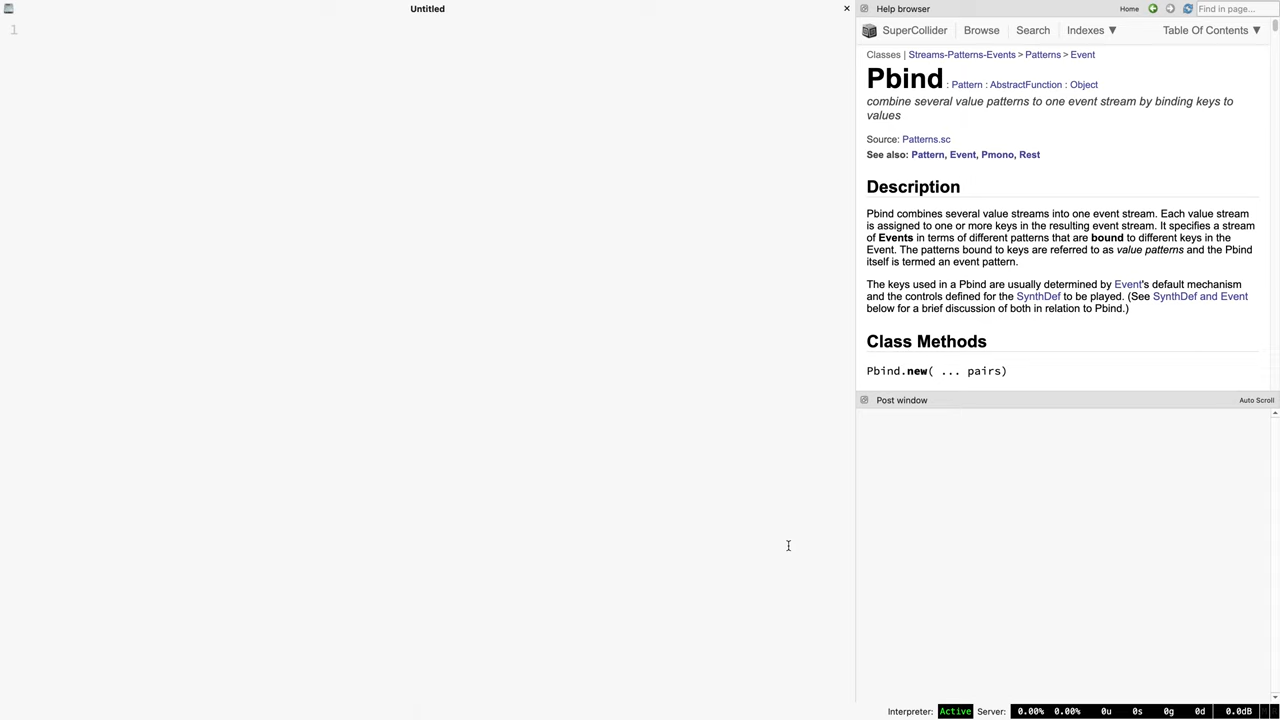 Untitled
1
Help browser
Home
Find in page...
SuperCollider Browse Search Indexes ▼ Table Of Contents ▼
Classes | Streams-Patterns-Events > Patterns > Event
Pbind : Pattern : AbstractFunction : Object
combine several value patterns to one event stream by binding keys to
values
Source: Patterns.sc
See also: Pattern, Event, Pmono, Rest
Description
Pbind combines several value streams into one event stream. Each value stream
is assigned to one or more keys in the resulting event stream. It specifies a stream
of Events in terms of different patterns that are bound to different keys in the
Event. The patterns bound to keys are referred to as value patterns and the Pbind
itself is termed an event pattern.
The keys used in a Pbind are usually determined by Event's default mechanism
and the controls defined for the SynthDef to be played. (See SynthDef and Event
below for a brief discussion of both in relation to Pbind.)
Class Methods
Pbind.new( ... pairs)
Post window
Auto Scroll
Interpreter: Active Server: 0.00% 0.00% 0u 0s 0g 0d 0.0dB